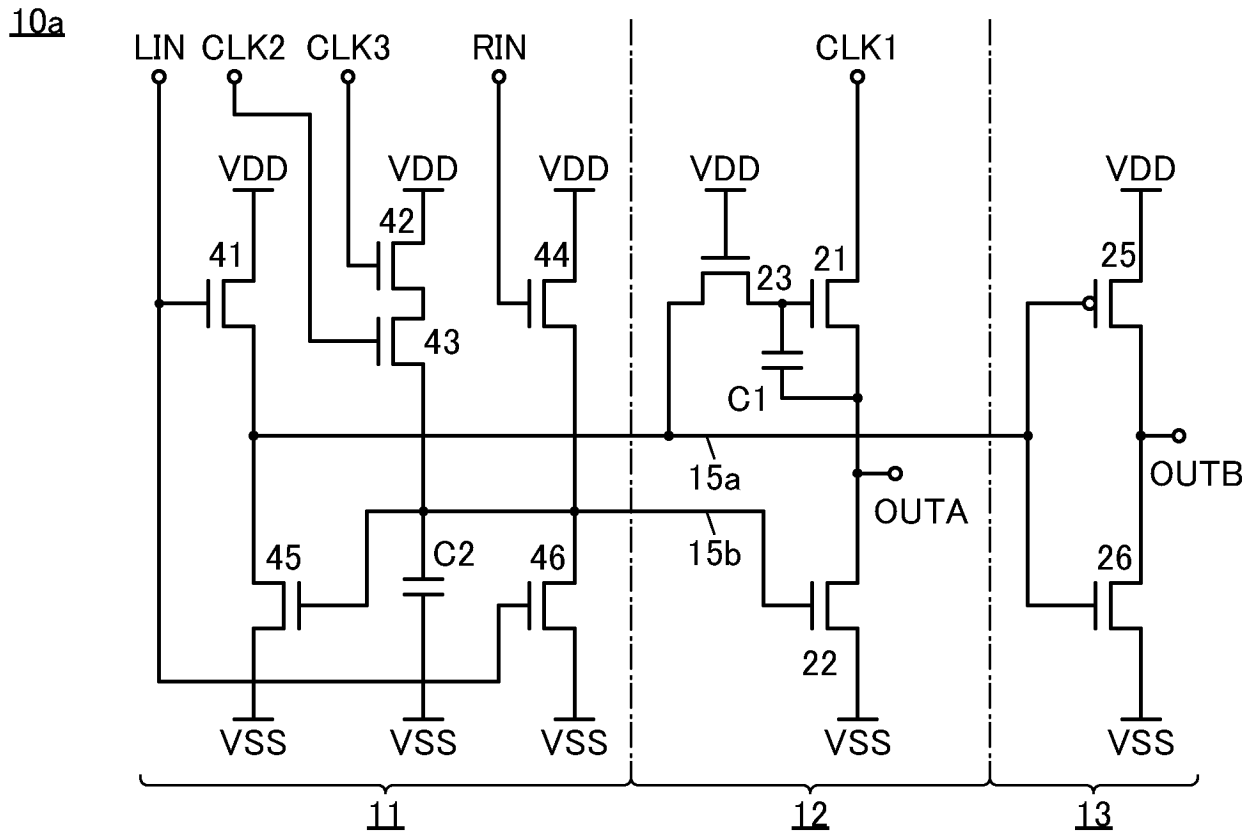 10a
LIN CLK2 CLK3 RIN CLK1
VDD VDD VDD VDD VDD
41 42 44 23 21 25
43
C1
15a
OUTA
OUTB
15b
45 C2 46 22 26
VSS VSS VSS VSS VSS
11 12 13